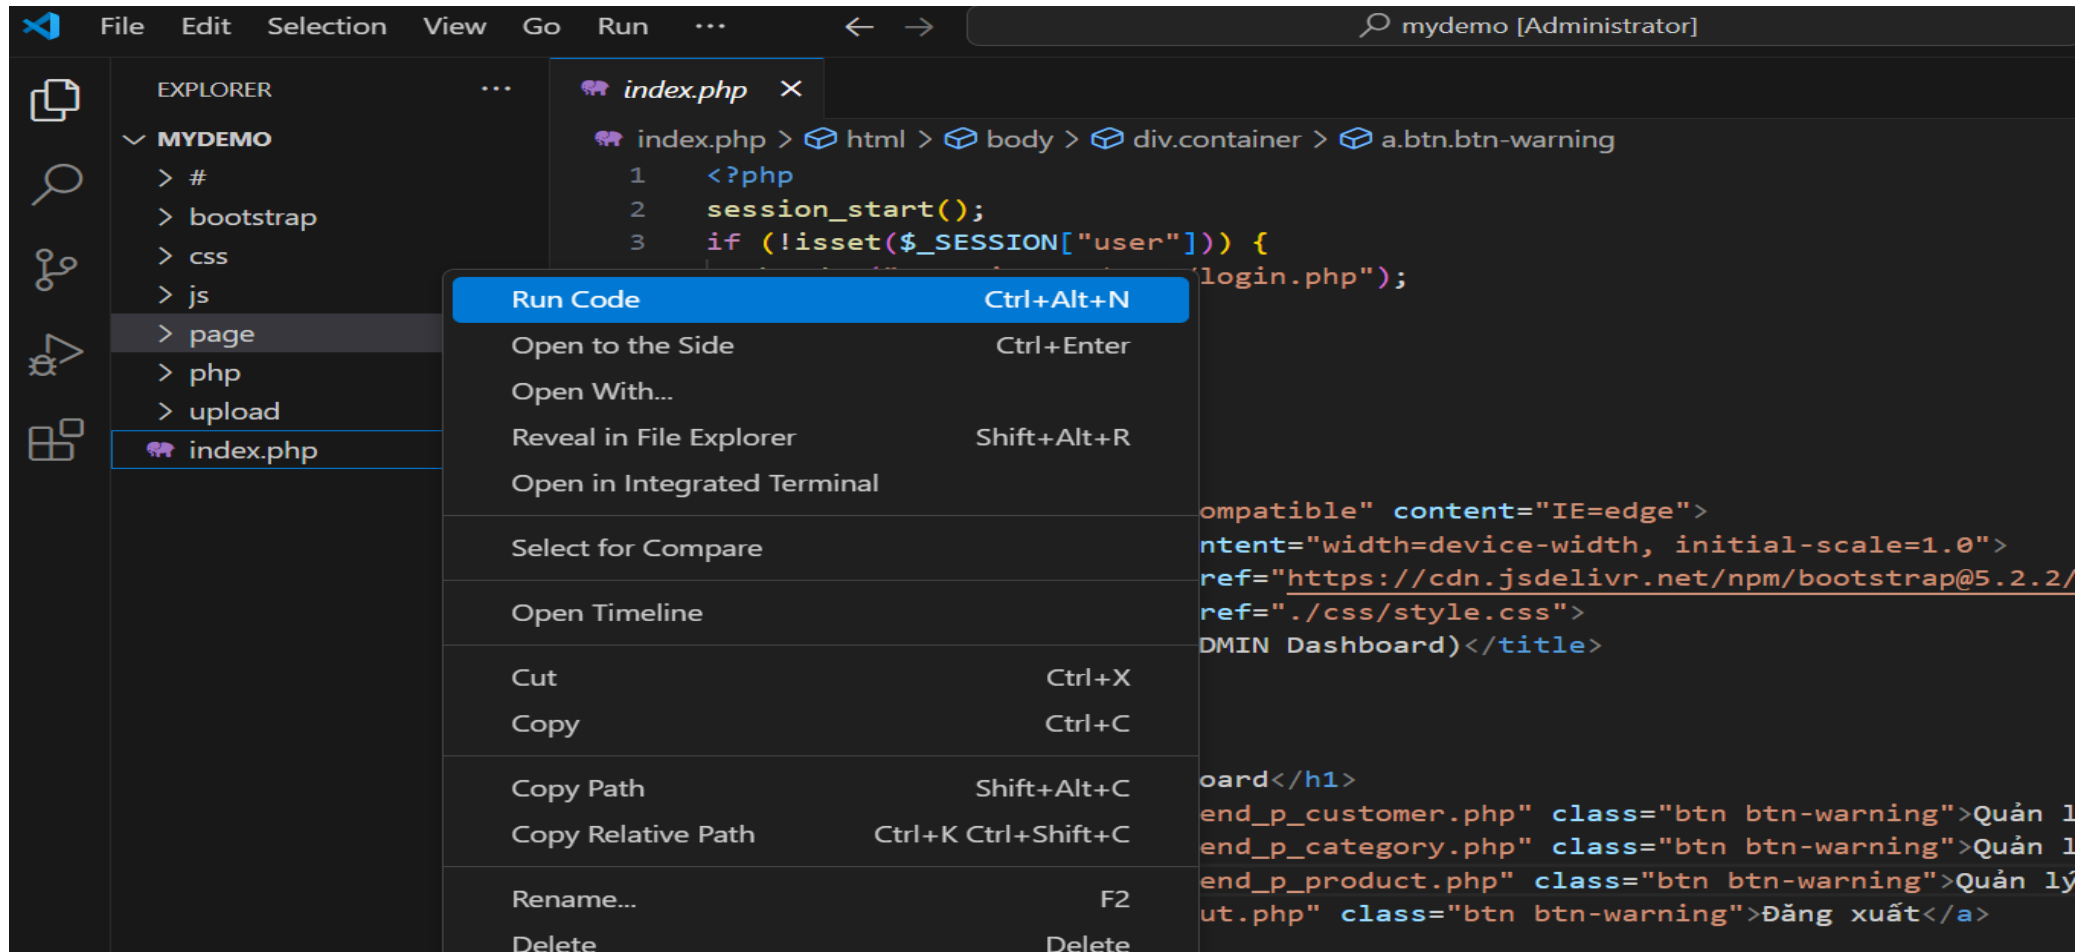 File Edit Selection View Go Run ··· mydemo [Administrator]
EXPLORER ···
MYDEMO
> #
> bootstrap
> css
> js
> page
> php
> upload
index.php
index.php
index.php > html > body > div.container > a.btn.btn-warning
1 <?php
2 session_start();
3 if (!isset($_SESSION["user"])) {
/login.php");
Run Code Ctrl+Alt+N
Open to the Side Ctrl+Enter
Open With...
Reveal in File Explorer Shift+Alt+R
Open in Integrated Terminal
Select for Compare
Open Timeline
Cut Ctrl+X
Copy Ctrl+C
Copy Path Shift+Alt+C
Copy Relative Path Ctrl+K Ctrl+Shift+C
Rename... F2
Delete Delete
ompatible" content="IE=edge">
ntent="width=device-width, initial-scale=1.0">
ref="https://cdn.jsdelivr.net/npm/bootstrap@5.2.2/
ref="./css/style.css">
DMIN Dashboard)</title>
oard</h1>
end_p_customer.php" class="btn btn-warning">Quản l
end_p_category.php" class="btn btn-warning">Quản l
end_p_product.php" class="btn btn-warning">Quản lý
ut.php" class="btn btn-warning">Đăng xuất</a>